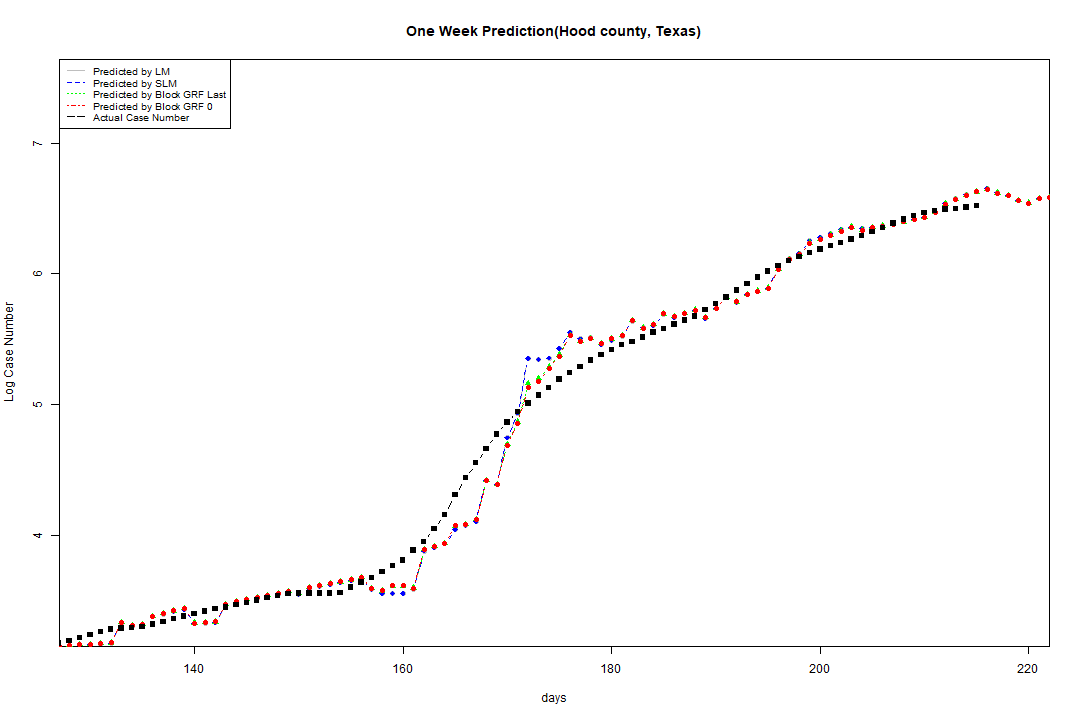 One Week Prediction(Hood county, Texas)
Predicted by LM
Predicted by SLM
Predicted by Block GRF Last
Predicted by Block GRF 0
Actual Case Number
7
6
5
4
Log Case Number
140 160 180 200 220
days